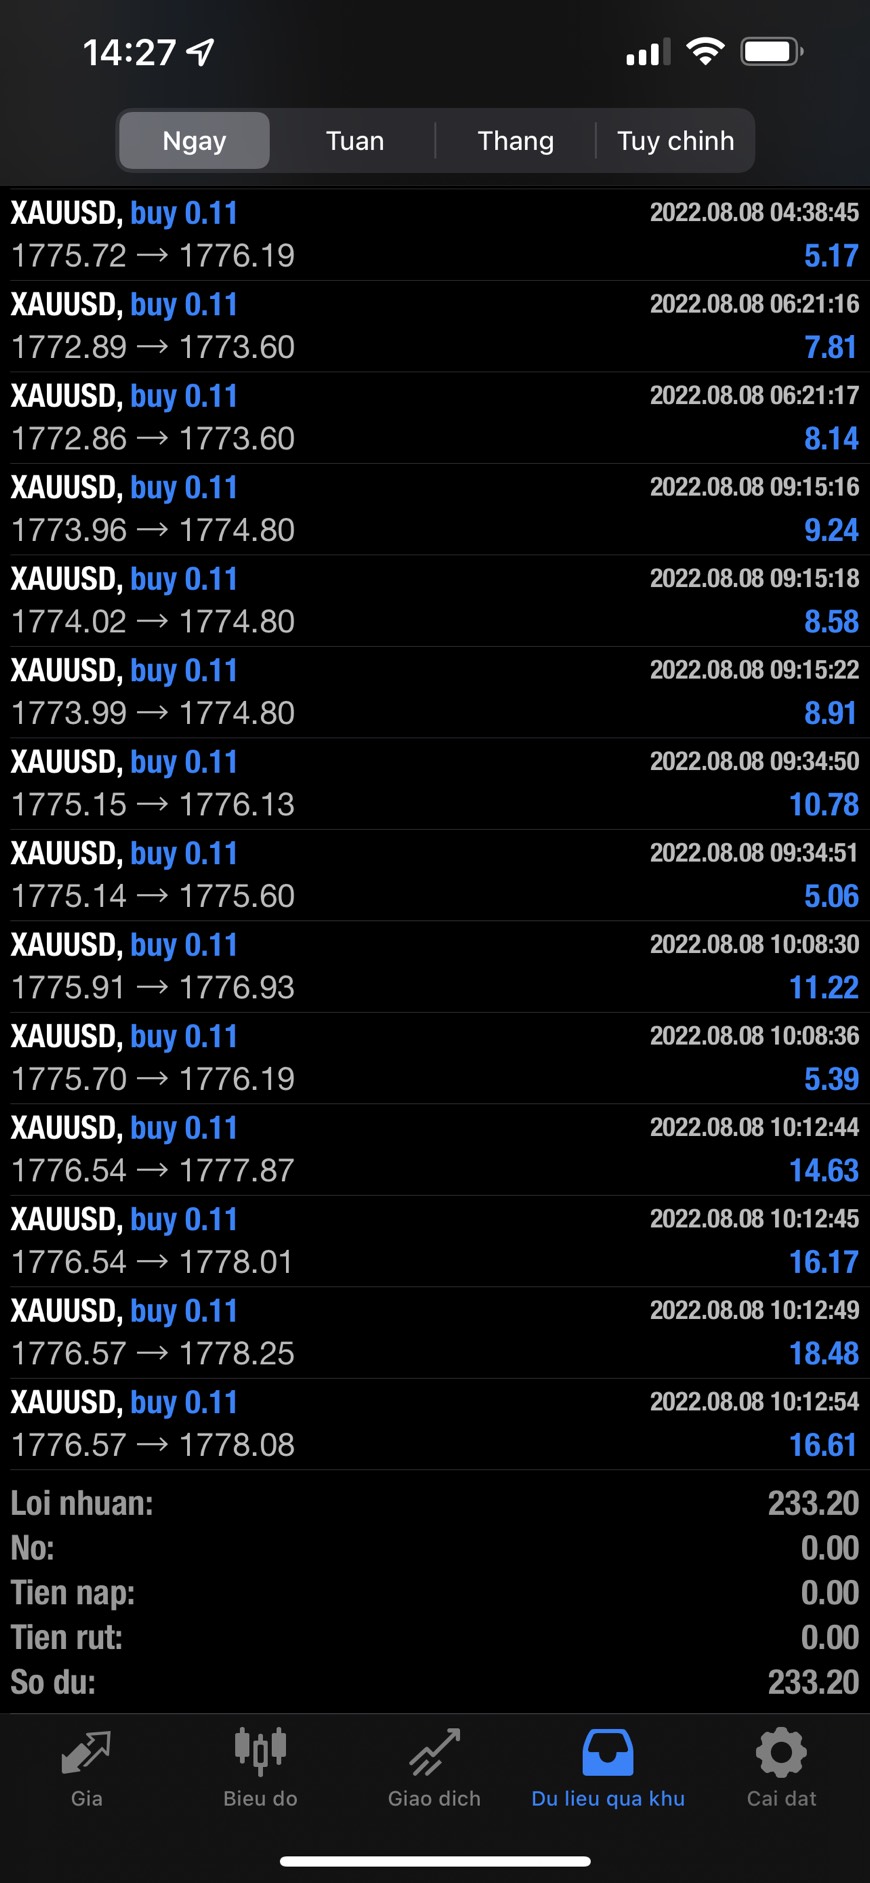 14:27
Ngay Tuan Thang Tuy chinh
XAUUSD, buy 0.11 2022.08.08 04:38:45
1775.72 → 1776.19 5.17
XAUUSD, buy 0.11 2022.08.08 06:21:16
1772.89 → 1773.60 7.81
XAUUSD, buy 0.11 2022.08.08 06:21:17
1772.86 → 1773.60 8.14
XAUUSD, buy 0.11 2022.08.08 09:15:16
1773.96 → 1774.80 9.24
XAUUSD, buy 0.11 2022.08.08 09:15:18
1774.02 → 1774.80 8.58
XAUUSD, buy 0.11 2022.08.08 09:15:22
1773.99 → 1774.80 8.91
XAUUSD, buy 0.11 2022.08.08 09:34:50
1775.15 → 1776.13 10.78
XAUUSD, buy 0.11 2022.08.08 09:34:51
1775.14 → 1775.60 5.06
XAUUSD, buy 0.11 2022.08.08 10:08:30
1775.91 → 1776.93 11.22
XAUUSD, buy 0.11 2022.08.08 10:08:36
1775.70 → 1776.19 5.39
XAUUSD, buy 0.11 2022.08.08 10:12:44
1776.54 → 1777.87 14.63
XAUUSD, buy 0.11 2022.08.08 10:12:45
1776.54 → 1778.01 16.17
XAUUSD, buy 0.11 2022.08.08 10:12:49
1776.57 → 1778.25 18.48
XAUUSD, buy 0.11 2022.08.08 10:12:54
1776.57 → 1778.08 16.61
Loi nhuan: 233.20
No: 0.00
Tien nap: 0.00
Tien rut: 0.00
So du: 233.20
Gia Bieu do Giao dich Du lieu qua khu Cai dat